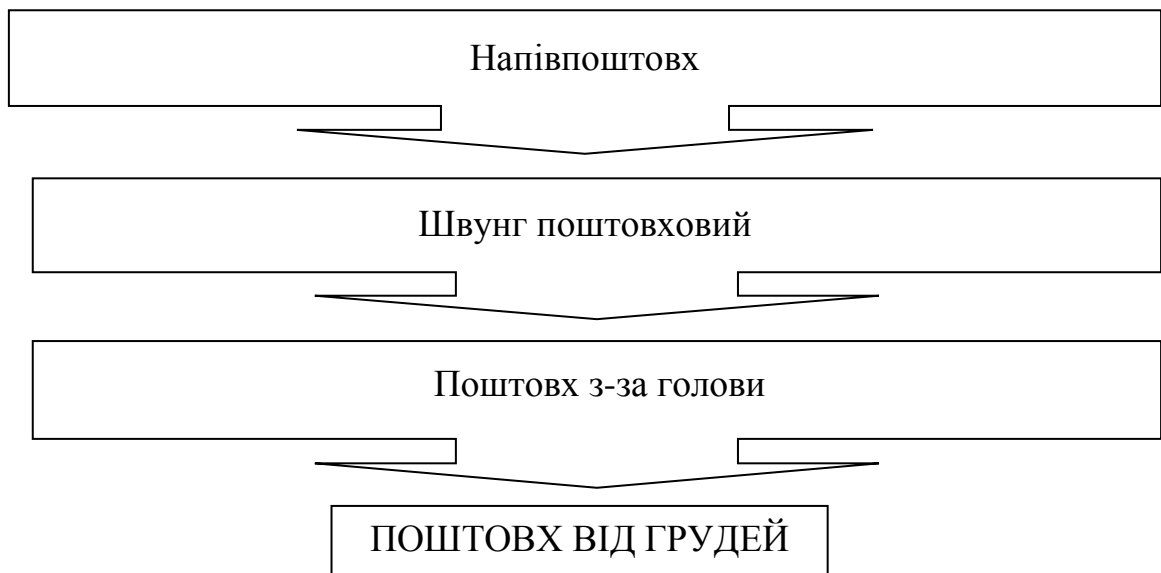 Напівпоштовх
Швунг поштовховий
Поштовх з-за голови
ПОШТОВХ ВІД ГРУДЕЙ